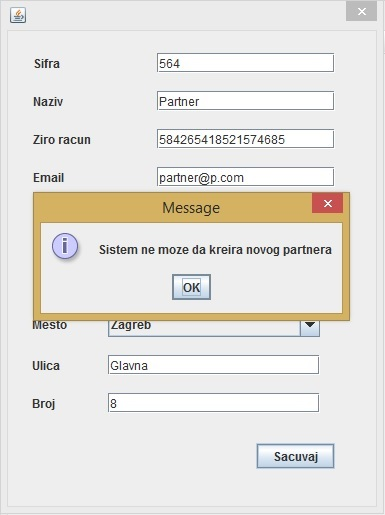 Sifra 564
Naziv Partner
Ziro racun 584265418521574685
Email partner@p.com
Message
Sistem ne moze da kreira novog partnera
OK
Mesto Zagreb
Ulica Glavna
Broj 8
Sacuvaj